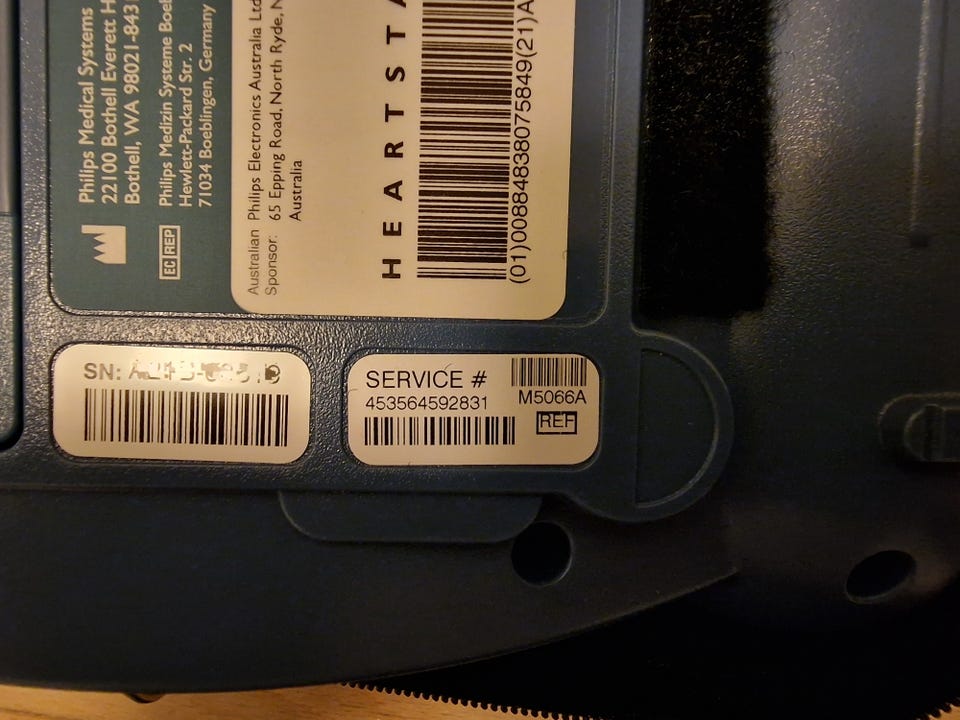 Philips Medical Systems
22100 Bothell Everett H
Bothell, WA 98021-843
EC REP
Philips Medizin Systeme Boebl
Hewlett-Packard Str. 2
71034 Boeblingen, Germany
Australian Philips Electronics Australia Ltd
Sponsor: 65 Epping Road, North Ryde, N
Australia
HEARTSTA
(01)00884838075849(21)A
SN:
SERVICE #
453564592831
M5066A
REF